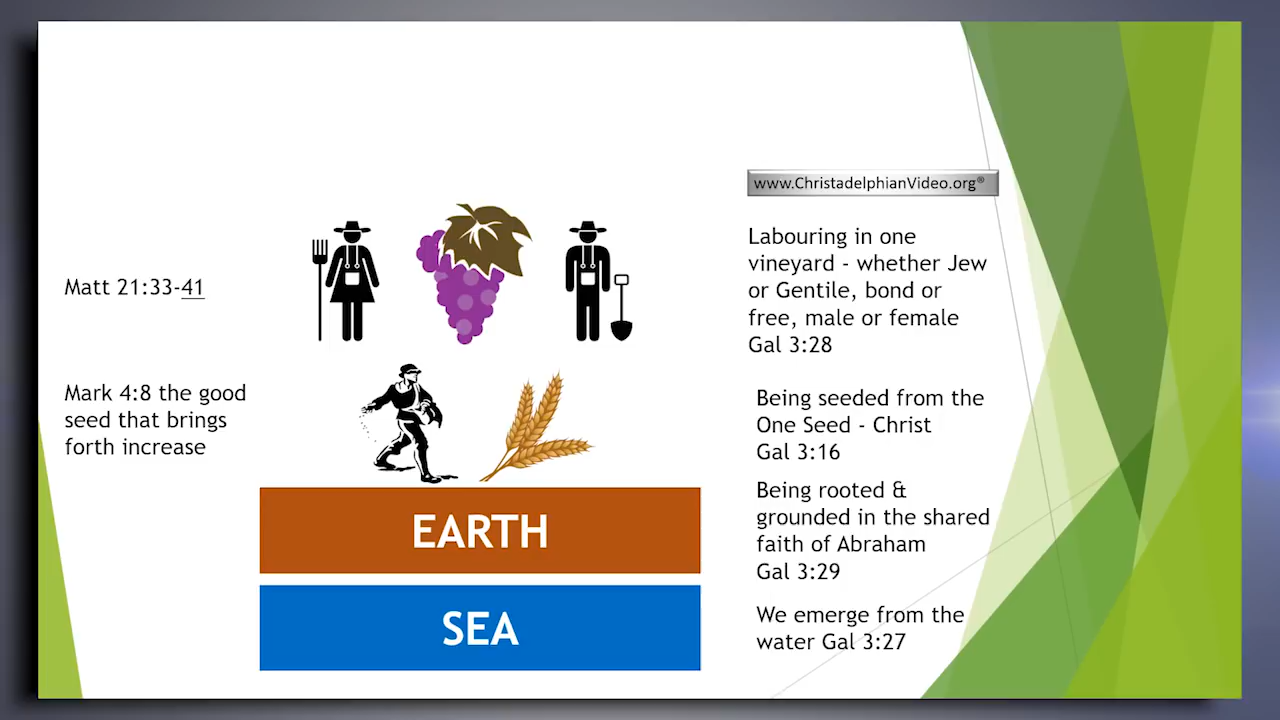 www.ChristadelphianVideo.org®
Matt 21:33-41
Mark 4:8 the good
seed that brings
forth increase
EARTH
SEA
Labouring in one
vineyard - whether Jew
or Gentile, bond or
free, male or female
Gal 3:28
Being seeded from the
One Seed - Christ
Gal 3:16
Being rooted &
grounded in the shared
faith of Abraham
Gal 3:29
We emerge from the
water Gal 3:27